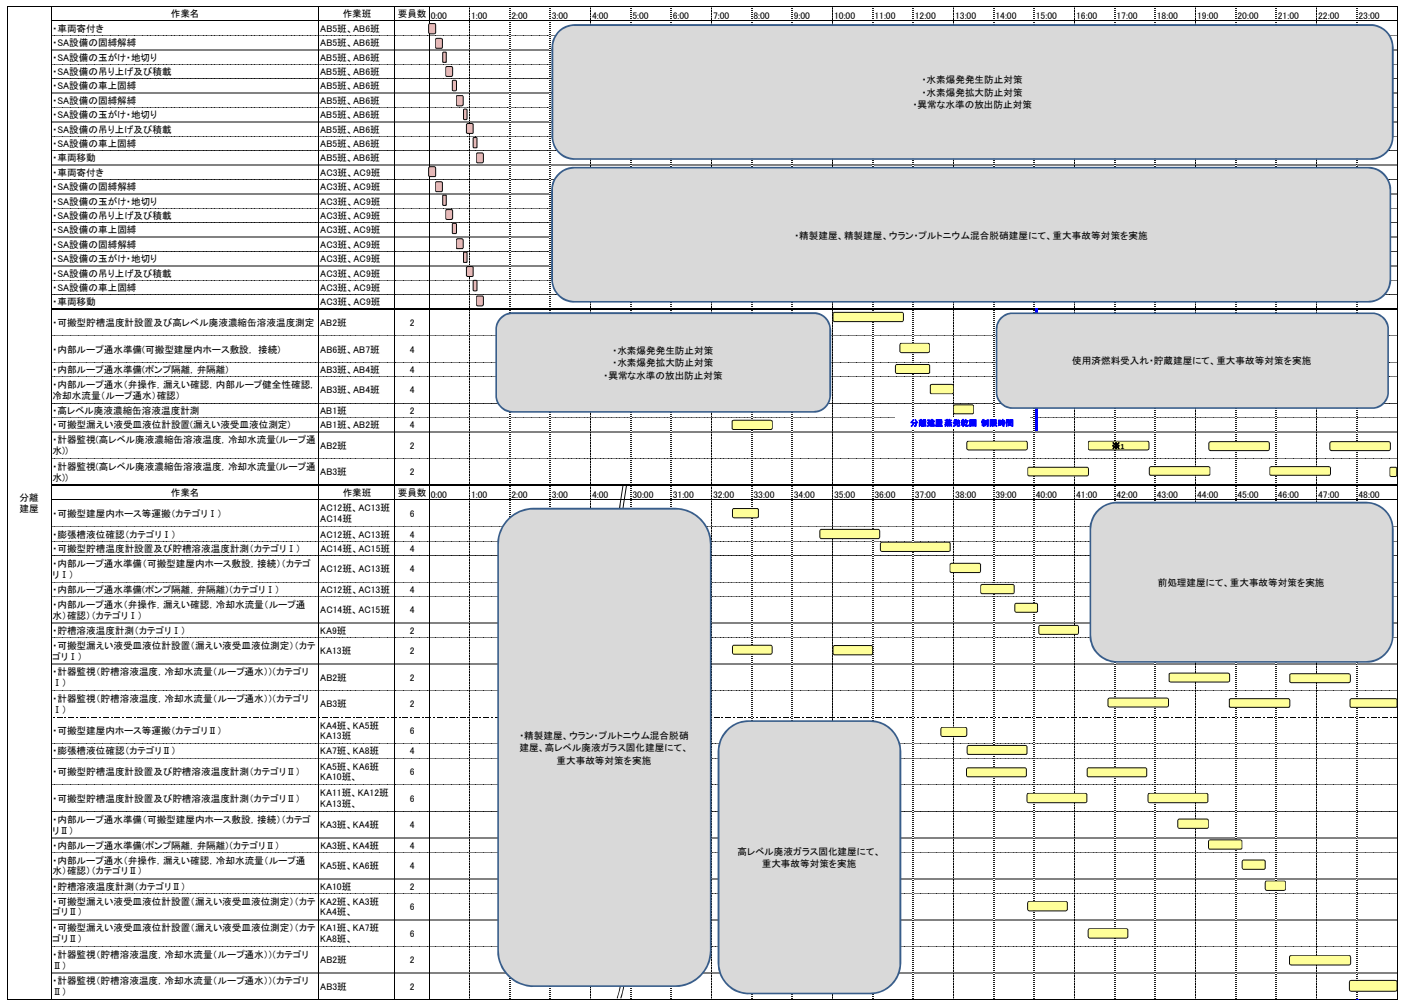 作業名 作業班 要員数 0:00 1:00 2:00 3:00 4:00 5:00 6:00 7:00 8:00 9:00 10:00 11:00 12:00 13:00 14:00 15:00 16:00 17:00 18:00 19:00 20:00 21:00 22:00 23:00
・車両寄付き AB5班、AB6班
・SA設備の固縛解縛 AB5班、AB6班
・SA設備の玉がけ・地切り AB5班、AB6班
・SA設備の吊り上げ及び積載 AB5班、AB6班
・SA設備の車上固縛 AB5班、AB6班
・SA設備の固縛解縛 AB5班、AB6班
・SA設備の玉がけ・地切り AB5班、AB6班
・SA設備の吊り上げ及び積載 AB5班、AB6班
・SA設備の車上固縛 AB5班、AB6班
・車両移動 AB5班、AB6班
・水素爆発発生防止対策
・水素爆発拡大防止対策
・異常な水準の放出防止対策
・車両寄付き AC3班、AC9班
・SA設備の固縛解縛 AC3班、AC9班
・SA設備の玉がけ・地切り AC3班、AC9班
・SA設備の吊り上げ及び積載 AC3班、AC9班
・SA設備の車上固縛 AC3班、AC9班
・SA設備の固縛解縛 AC3班、AC9班
・SA設備の玉がけ・地切り AC3班、AC9班
・SA設備の吊り上げ及び積載 AC3班、AC9班
・SA設備の車上固縛 AC3班、AC9班
・車両移動 AC3班、AC9班
・精製建屋、精製建屋、ウラン・プルトニウム混合脱硝建屋にて、重大事故等対策を実施
・可搬型貯槽温度計設置及び高レベル廃液濃縮缶溶液温度測定 AB2班 2
・内部ループ通水準備(可搬型建屋内ホース敷設，接続) AB6班、AB7班 4
・内部ループ通水準備(ポンプ隔離，弁隔離) AB3班、AB4班 4
・内部ループ通水(弁操作，漏えい確認，内部ループ健全性確認，
冷却水流量(ループ通水)確認) AB3班、AB4班 4
・高レベル廃液濃縮缶溶液温度計測 AB1班 2
・可搬型漏えい液受皿液位計設置(漏えい液受皿液位測定) AB1班、AB2班 4
・計器監視(高レベル廃液濃縮缶溶液温度，冷却水流量(ループ通
水)) AB2班 2
・計器監視(高レベル廃液濃縮缶溶液温度，冷却水流量(ループ通
水)) AB3班 2
・水素爆発発生防止対策
・水素爆発拡大防止対策
・異常な水準の放出防止対策
使用済燃料受入れ・貯蔵建屋にて、重大事故等対策を実施
分離建屋 蒸発乾固 制限時間
※1
分離
建屋
作業名 作業班 要員数 0:00 1:00 2:00 3:00 4:00 30:00 31:00 32:00 33:00 34:00 35:00 36:00 37:00 38:00 39:00 40:00 41:00 42:00 43:00 44:00 45:00 46:00 47:00 48:00
・可搬型建屋内ホース等運搬(カテゴリⅠ) AC12班、AC13班
AC14班 6
・膨張槽液位確認(カテゴリⅠ) AC12班、AC13班 4
・可搬型貯槽温度計設置及び貯槽溶液温度計測(カテゴリⅠ) AC14班、AC15班 4
・内部ループ通水準備(可搬型建屋内ホース敷設，接続)(カテゴ
リⅠ) AC12班、AC13班 4
・内部ループ通水準備(ポンプ隔離，弁隔離)(カテゴリⅠ) AC12班、AC13班 4
・内部ループ通水(弁操作，漏えい確認，冷却水流量(ループ通
水)確認)(カテゴリⅠ) AC14班、AC15班 4
・貯槽溶液温度計測(カテゴリⅠ) KA9班 2
・可搬型漏えい液受皿液位計設置(漏えい液受皿液位測定)(カテ
ゴリⅠ) KA13班 2
・計器監視(貯槽溶液温度，冷却水流量(ループ通水))(カテゴリ
Ⅰ) AB2班 2
・計器監視(貯槽溶液温度，冷却水流量(ループ通水))(カテゴリ
Ⅰ) AB3班 2
前処理建屋にて、重大事故等対策を実施
・可搬型建屋内ホース等運搬(カテゴリⅡ) KA4班、KA5班
KA13班 6
・膨張槽液位確認(カテゴリⅡ) KA7班、KA8班 4
・可搬型貯槽温度計設置及び貯槽溶液温度計測(カテゴリⅡ) KA5班、KA6班
KA10班、 6
・可搬型貯槽温度計設置及び貯槽溶液温度計測(カテゴリⅡ) KA11班、KA12班
KA13班、 6
・内部ループ通水準備(可搬型建屋内ホース敷設，接続)(カテゴ
リⅡ) KA3班、KA4班 4
・内部ループ通水準備(ポンプ隔離，弁隔離)(カテゴリⅡ) KA3班、KA4班 4
・内部ループ通水(弁操作，漏えい確認，冷却水流量(ループ通
水)確認)(カテゴリⅡ) KA5班、KA6班 4
・貯槽溶液温度計測(カテゴリⅡ) KA10班 2
・可搬型漏えい液受皿液位計設置(漏えい液受皿液位測定)(カテ
ゴリⅡ) KA2班、KA3班
KA4班、 6
・可搬型漏えい液受皿液位計設置(漏えい液受皿液位測定)(カテ
ゴリⅡ) KA1班、KA7班
KA8班、 6
・計器監視(貯槽溶液温度，冷却水流量(ループ通水))(カテゴリ
Ⅱ) AB2班 2
・計器監視(貯槽溶液温度，冷却水流量(ループ通水))(カテゴリ
Ⅱ) AB3班 2
・精製建屋、ウラン・プルトニウム混合脱硝
建屋、高レベル廃液ガラス固化建屋にて、
重大事故等対策を実施
高レベル廃液ガラス固化建屋にて、
重大事故等対策を実施